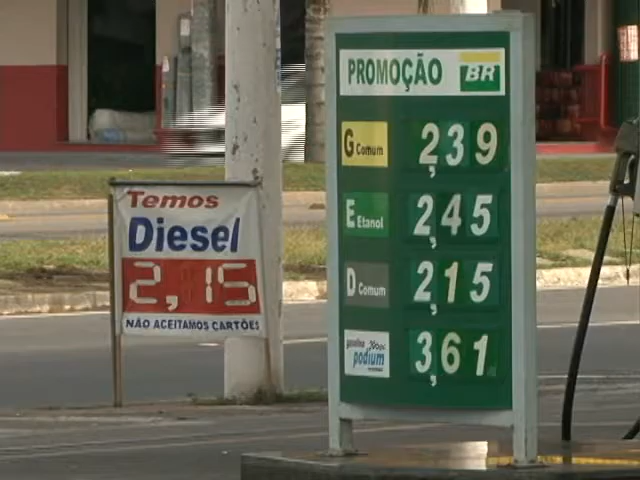 Temos
Diesel
2,15
NÃO ACEITAMOS CARTÕES
PROMOÇÃO BR
G Comum 2,39
E Etanol 2,45
D Comum 2,15
gasolina
podium 3,61